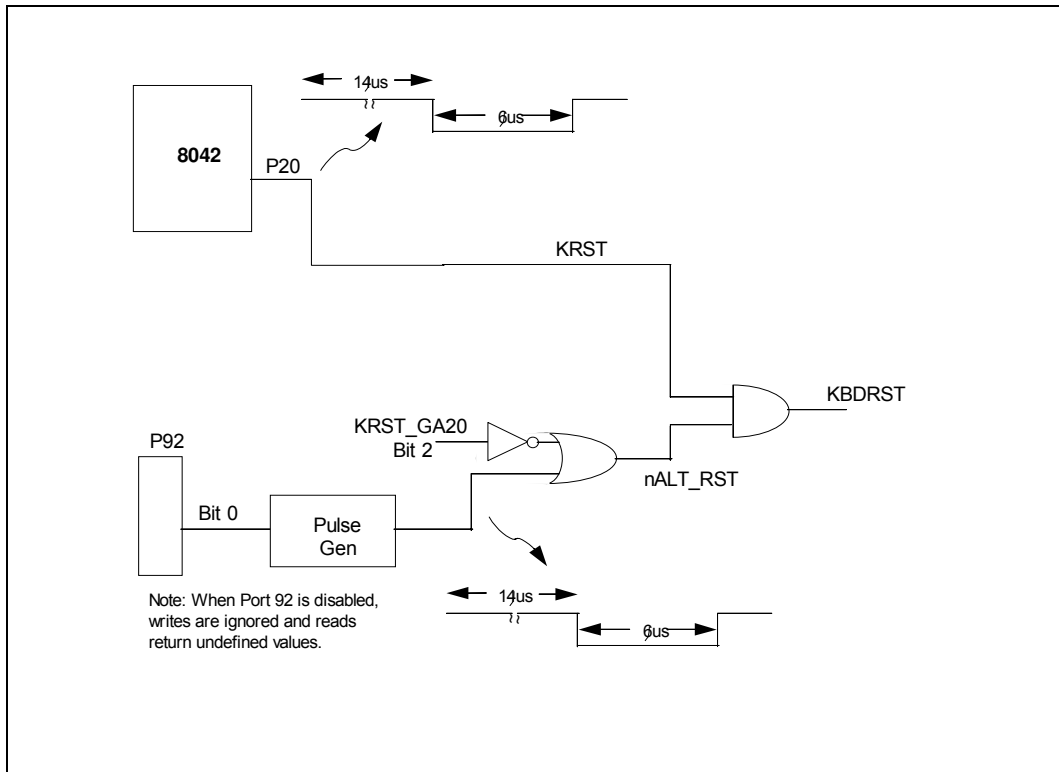 14us
6us
8042
P20
KRST
KBDRST
KRST_GA20
Bit 2
nALT_RST
P92
Bit 0
Pulse
Gen
14us
6us
Note: When Port 92 is disabled,
writes are ignored and reads
return undefined values.